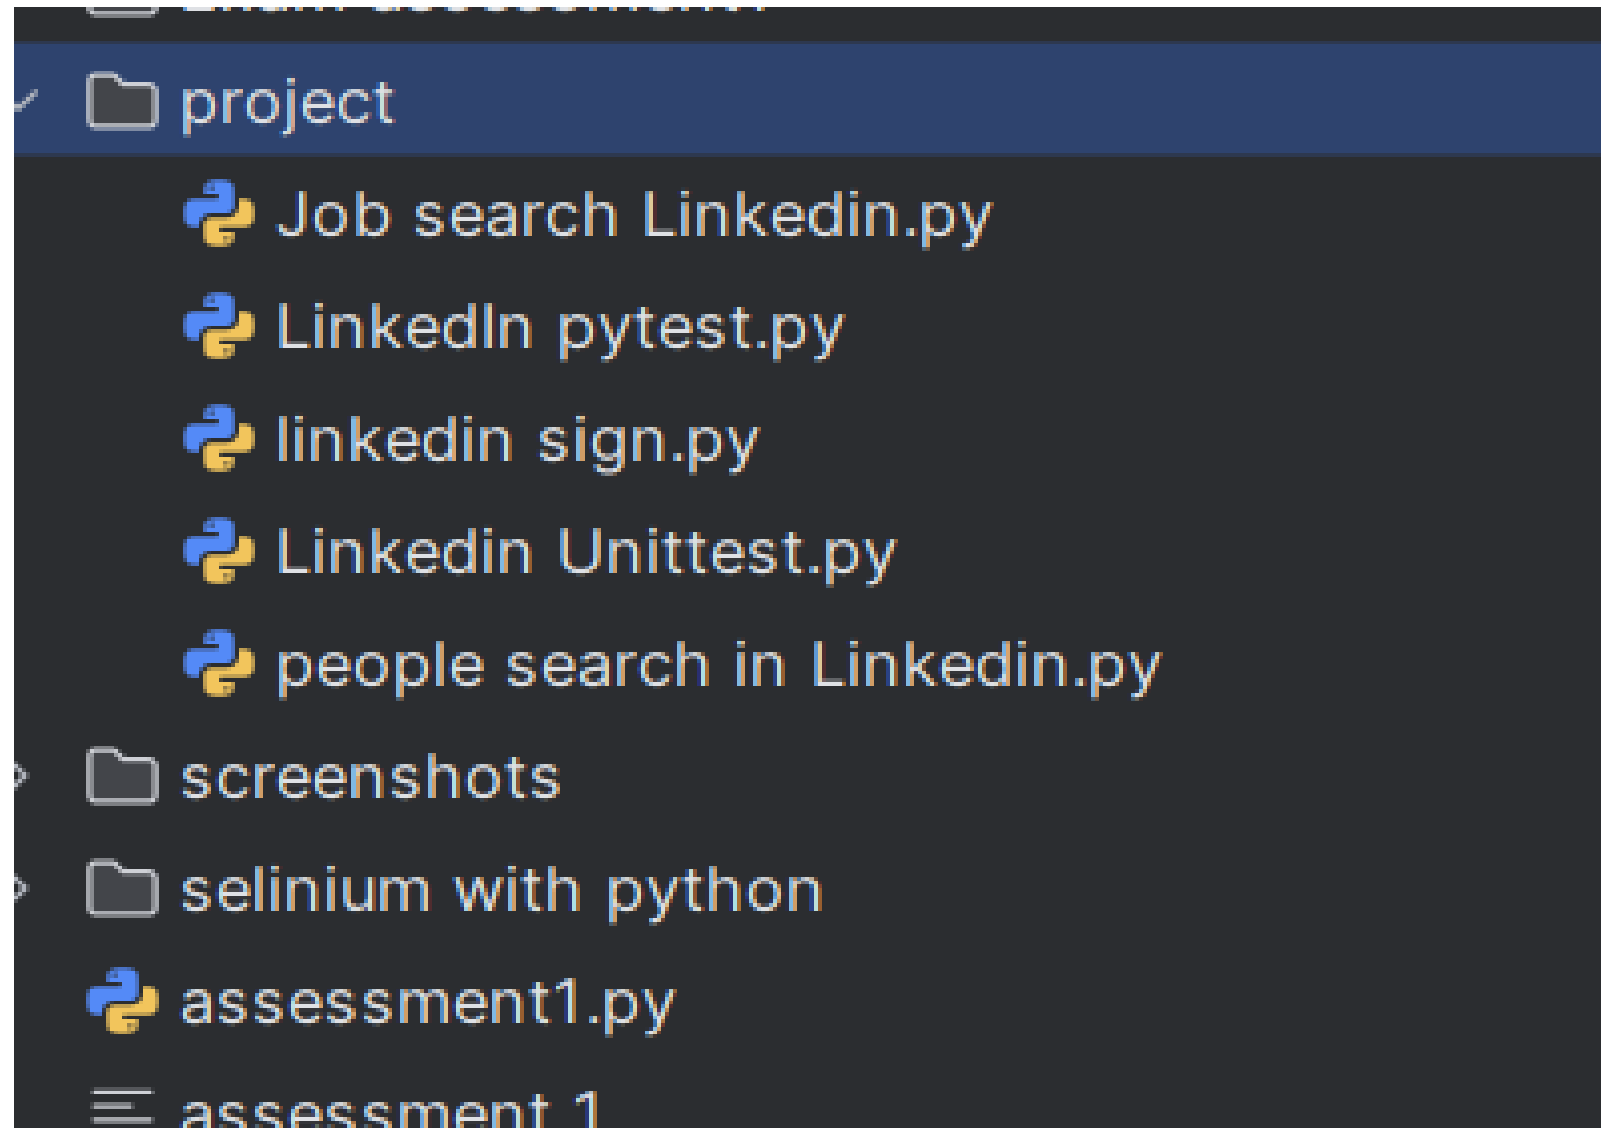 project
Job search Linkedin.py
LinkedIn pytest.py
linkedin sign.py
Linkedin Unittest.py
people search in Linkedin.py
screenshots
selinium with python
assessment1.py
assessment 1